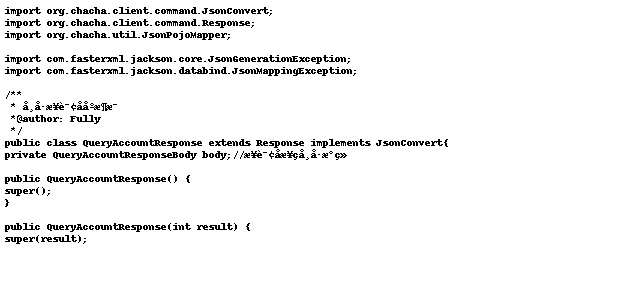 import org.chacha.client.command.JsonConvert;
import org.chacha.client.command.Response;
import org.chacha.util.JsonPojoMapper;
import com.fasterxml.jackson.core.JsonGenerationException;
import com.fasterxml.jackson.databind.JsonMappingException;
/**
*
*@author: Fully
*/
public class QueryAccountResponse extends Response implements JsonConvert{
private QueryAccountResponseBody body;//
public QueryAccountResponse() {
super();
}
public QueryAccountResponse(int result) {
super(result);